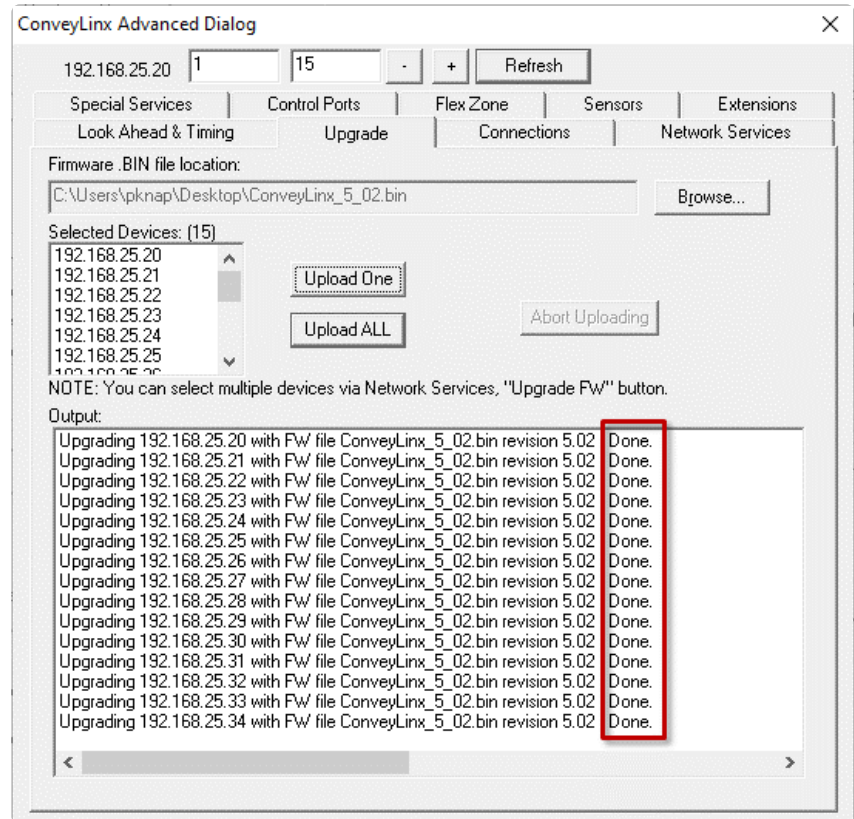 ConveyLinx Advanced Dialog
192.168.25.20 1 15 - + Refresh
Special Services Control Ports Flex Zone Sensors Extensions
Look Ahead & Timing Upgrade Connections Network Services
Firmware .BIN file location:
C:\Users\pknap\Desktop\ConveyLinx_5_02.bin Browse...
Selected Devices: (15)
192.168.25.20
192.168.25.21
192.168.25.22
192.168.25.23
192.168.25.24
192.168.25.25
192.168.25.26
Upload One
Upload ALL
Abort Uploading
NOTE: You can select multiple devices via Network Services, "Upgrade FW" button.
Output:
Upgrading 192.168.25.20 with FW file ConveyLinx_5_02.bin revision 5.02 Done.
Upgrading 192.168.25.21 with FW file ConveyLinx_5_02.bin revision 5.02 Done.
Upgrading 192.168.25.22 with FW file ConveyLinx_5_02.bin revision 5.02 Done.
Upgrading 192.168.25.23 with FW file ConveyLinx_5_02.bin revision 5.02 Done.
Upgrading 192.168.25.24 with FW file ConveyLinx_5_02.bin revision 5.02 Done.
Upgrading 192.168.25.25 with FW file ConveyLinx_5_02.bin revision 5.02 Done.
Upgrading 192.168.25.26 with FW file ConveyLinx_5_02.bin revision 5.02 Done.
Upgrading 192.168.25.27 with FW file ConveyLinx_5_02.bin revision 5.02 Done.
Upgrading 192.168.25.28 with FW file ConveyLinx_5_02.bin revision 5.02 Done.
Upgrading 192.168.25.29 with FW file ConveyLinx_5_02.bin revision 5.02 Done.
Upgrading 192.168.25.30 with FW file ConveyLinx_5_02.bin revision 5.02 Done.
Upgrading 192.168.25.31 with FW file ConveyLinx_5_02.bin revision 5.02 Done.
Upgrading 192.168.25.32 with FW file ConveyLinx_5_02.bin revision 5.02 Done.
Upgrading 192.168.25.33 with FW file ConveyLinx_5_02.bin revision 5.02 Done.
Upgrading 192.168.25.34 with FW file ConveyLinx_5_02.bin revision 5.02 Done.